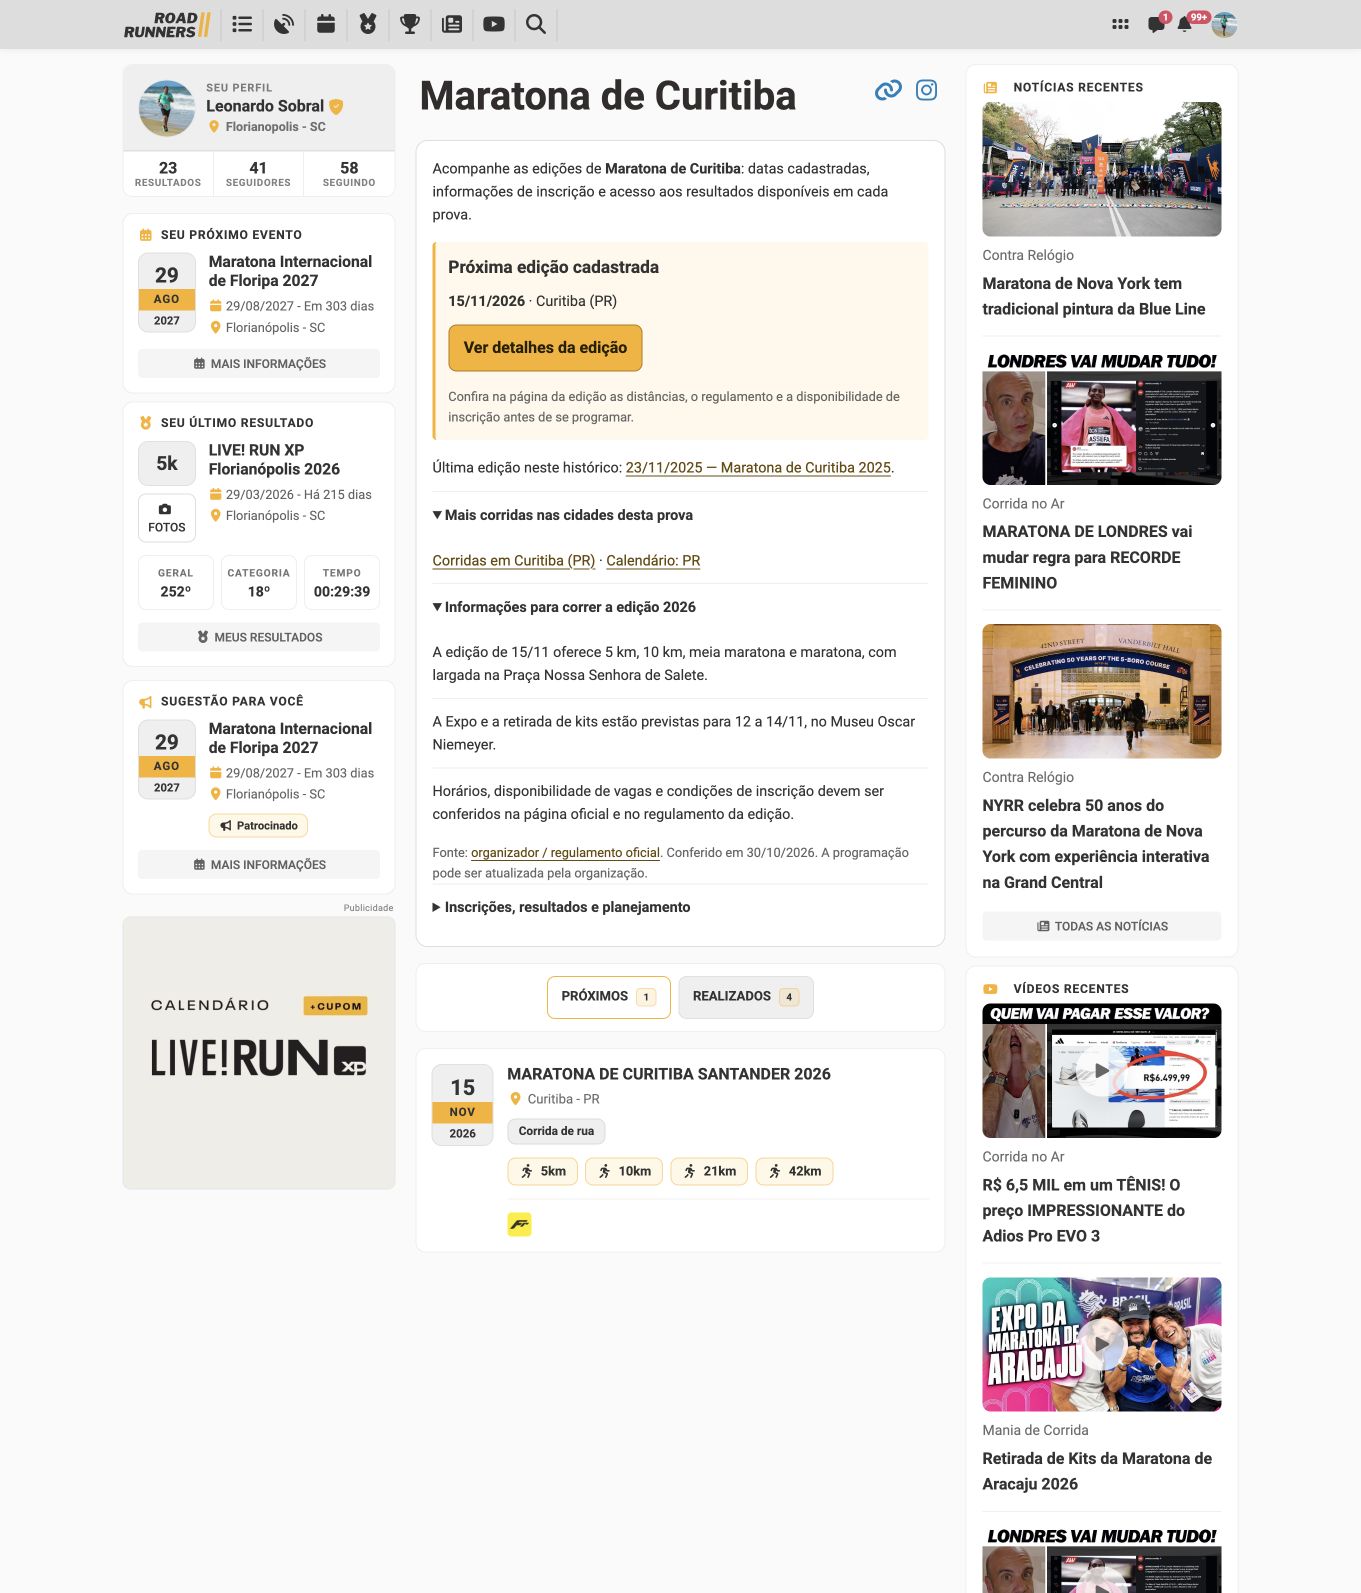 ROAD
RUNNERS
1
99+
SEU PERFIL
Leonardo Sobral
Florianopolis - SC
23
RESULTADOS
41
SEGUIDORES
58
SEGUINDO
SEU PRÓXIMO EVENTO
29
AGO
2027
Maratona Internacional
de Floripa 2027
29/08/2027 - Em 303 dias
Florianópolis - SC
MAIS INFORMAÇÕES
SEU ÚLTIMO RESULTADO
5k
FOTOS
LIVE! RUN XP
Florianópolis 2026
29/03/2026 - Há 215 dias
Florianópolis - SC
GERAL
252º
CATEGORIA
18º
TEMPO
00:29:39
MEUS RESULTADOS
SUGESTÃO PARA VOCÊ
29
AGO
2027
Maratona Internacional
de Floripa 2027
29/08/2027 - Em 303 dias
Florianópolis - SC
Patrocinado
MAIS INFORMAÇÕES
Publicidade
CALENDÁRIO
+CUPOM
LIVE!RUN XP
Maratona de Curitiba
Acompanhe as edições de Maratona de Curitiba: datas cadastradas,
informações de inscrição e acesso aos resultados disponíveis em cada
prova.
Próxima edição cadastrada
15/11/2026 · Curitiba (PR)
Ver detalhes da edição
Confira na página da edição as distâncias, o regulamento e a disponibilidade de
inscrição antes de se programar.
Última edição neste histórico: 23/11/2025 — Maratona de Curitiba 2025.
Mais corridas nas cidades desta prova
Corridas em Curitiba (PR) · Calendário: PR
Informações para correr a edição 2026
A edição de 15/11 oferece 5 km, 10 km, meia maratona e maratona, com
largada na Praça Nossa Senhora de Salete.
A Expo e a retirada de kits estão previstas para 12 a 14/11, no Museu Oscar
Niemeyer.
Horários, disponibilidade de vagas e condições de inscrição devem ser
conferidos na página oficial e no regulamento da edição.
Fonte: organizador / regulamento oficial. Conferido em 30/10/2026. A programação
pode ser atualizada pela organização.
Inscrições, resultados e planejamento
PRÓXIMOS 1
REALIZADOS 4
15
NOV
2026
MARATONA DE CURITIBA SANTANDER 2026
Curitiba - PR
Corrida de rua
5km
10km
21km
42km
NOTÍCIAS RECENTES
Contra Relógio
Maratona de Nova York tem
tradicional pintura da Blue Line
LONDRES VAI MUDAR TUDO!
ASSEFA
Corrida no Ar
MARATONA DE LONDRES vai
mudar regra para RECORDE
FEMININO
42ND STREET
VANDERBILT HALL
CELEBRATING 50 YEARS OF THE 5-BORO COURSE
Contra Relógio
NYRR celebra 50 anos do
percurso da Maratona de Nova
York com experiência interativa
na Grand Central
TODAS AS NOTÍCIAS
VÍDEOS RECENTES
QUEM VAI PAGAR ESSE VALOR?
R$6.499,99
Corrida no Ar
R$ 6,5 MIL em um TÊNIS! O
preço IMPRESSIONANTE do
Adios Pro EVO 3
EXPO DA
MARATONA DE
ARACAJU
BRASIL
Mania de Corrida
Retirada de Kits da Maratona de
Aracaju 2026
LONDRES VAI MUDAR TUDO!